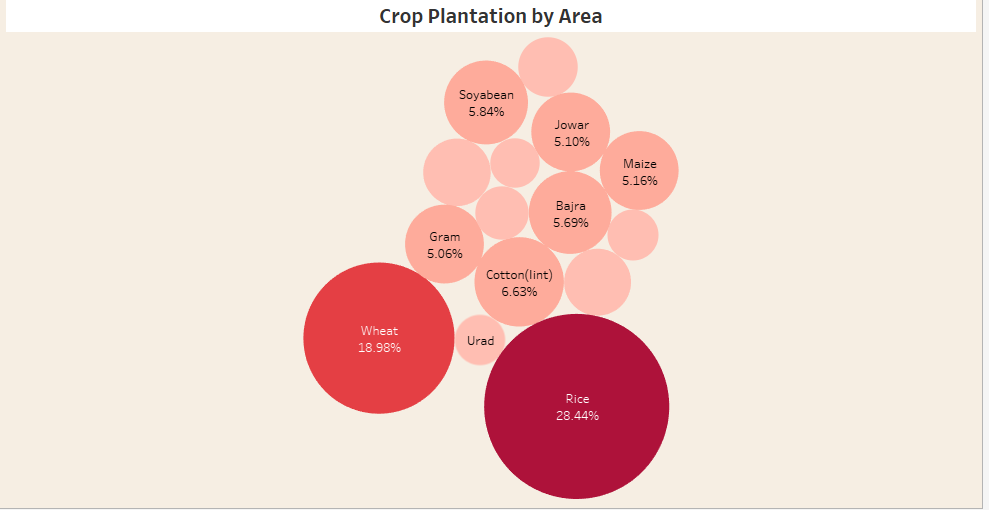 Crop Plantation by Area
Soyabean
5.84%
Jowar
5.10%
Maize
5.16%
Bajra
5.69%
Gram
5.06%
Cotton(lint)
6.63%
Wheat
18.98%
Urad
Rice
28.44%